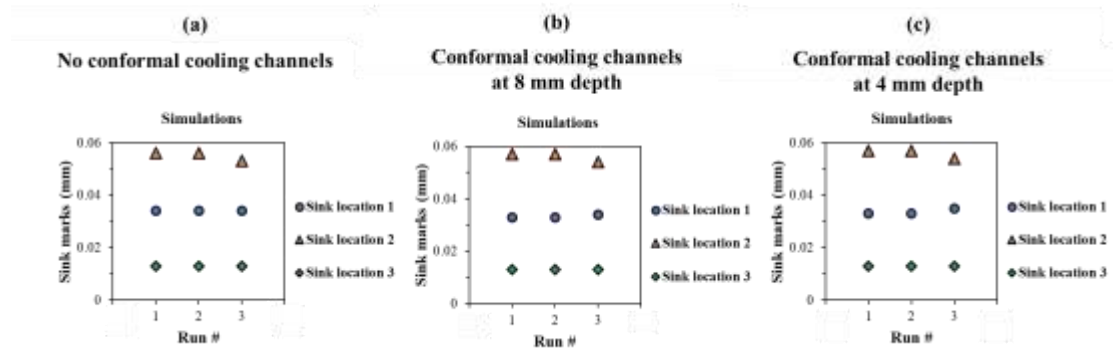 (a)
No conformal cooling channels
Simulations
0.06
0.04
0.02
0
Sink marks (mm)
1 2 3
Run #
Sink location 1
Sink location 2
Sink location 3
(b)
Conformal cooling channels
at 8 mm depth
Simulations
0.06
0.04
0.02
0
Sink marks (mm)
1 2 3
Run #
Sink location 1
Sink location 2
Sink location 3
(c)
Conformal cooling channels
at 4 mm depth
Simulations
0.06
0.04
0.02
0
Sink marks (mm)
1 2 3
Run #
Sink location 1
Sink location 2
Sink location 3